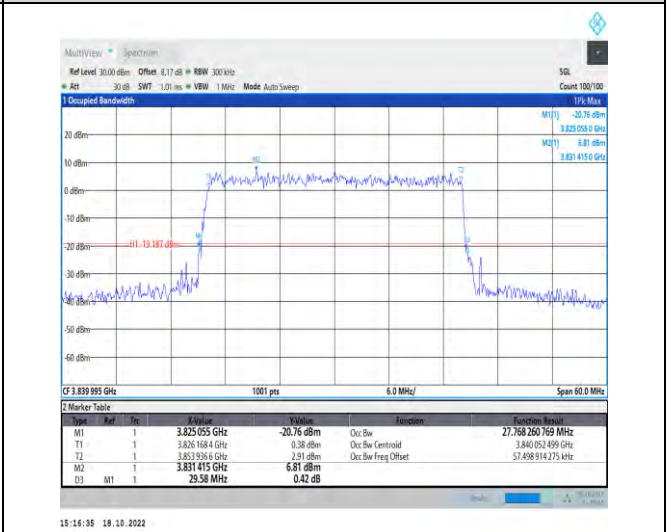 MultiView Spectrum
Ref Level 30.00 dBm Offset 8.17 dB RBW 300 kHz SGL
Att 30 dB SWT 1.01 ms VBW 1 MHz Mode Auto Sweep Count 100/100
1 Occupied Bandwidth 1Pk Max
M1[1] -20.76 dBm
3.825 055 0 GHz
M2[1] 6.81 dBm
3.831 415 0 GHz
20 dBm
10 dBm
0 dBm
-10 dBm
-20 dBm H1 -19.187 dBm
-30 dBm
-40 dBm
-50 dBm
-60 dBm
M2
T2
CF 3.839 995 GHz 1001 pts 6.0 MHz/ Span 60.0 MHz
2 Marker Table
Type Ref Trc X-Value Y-Value Function Function Result
M1 1 3.825 055 GHz -20.76 dBm Occ Bw 27.768 260 769 MHz
T1 1 3.826 168 4 GHz 0.38 dBm Occ Bw Centroid 3.840 052 499 GHz
T2 1 3.853 936 6 GHz 2.91 dBm Occ Bw Freq Offset 57.498 914 275 kHz
M2 1 3.831 415 GHz 6.81 dBm
D3 M1 1 29.58 MHz 0.42 dB
15:16:35 18.10.2022